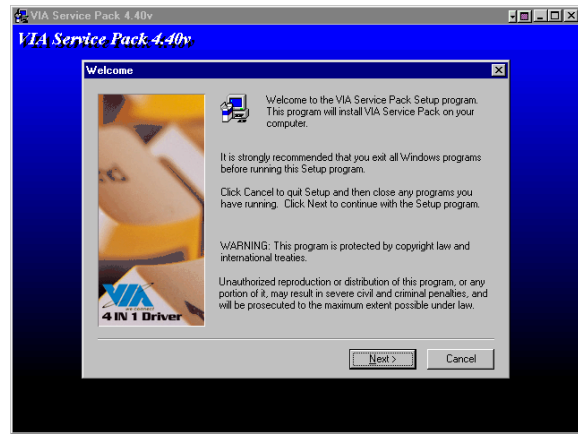 VIA Service Pack 4.40v
VIA Service Pack 4.40v
Welcome
Welcome to the VIA Service Pack Setup program.
This program will install VIA Service Pack on your
computer.
It is strongly recommended that you exit all Windows programs
before running this Setup program.
Click Cancel to quit Setup and then close any programs you
have running. Click Next to continue with the Setup program.
WARNING: This program is protected by copyright law and
international treaties.
Unauthorized reproduction or distribution of this program, or any
portion of it, may result in severe civil and criminal penalties, and
will be prosecuted to the maximum extent possible under law.
VIA
4 IN 1 Driver
Next >
Cancel